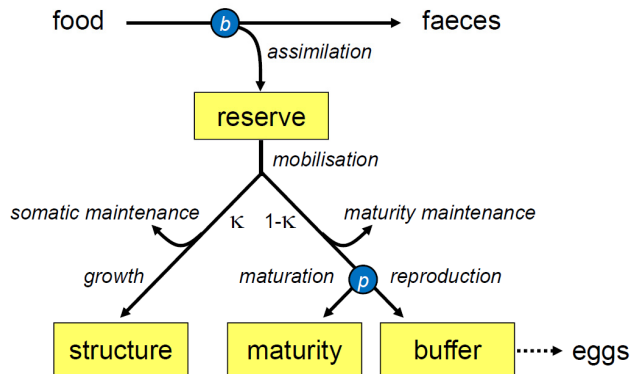 food
b
faeces
assimilation
reserve
mobilisation
somatic maintenance
κ
1-κ
maturity maintenance
growth
maturation
p
reproduction
structure
maturity
buffer
eggs